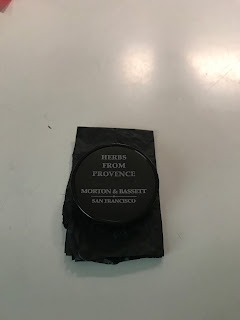 HERBS
FROM
PROVENCE
MORTON & BASSETT
SAN FRANCISCO